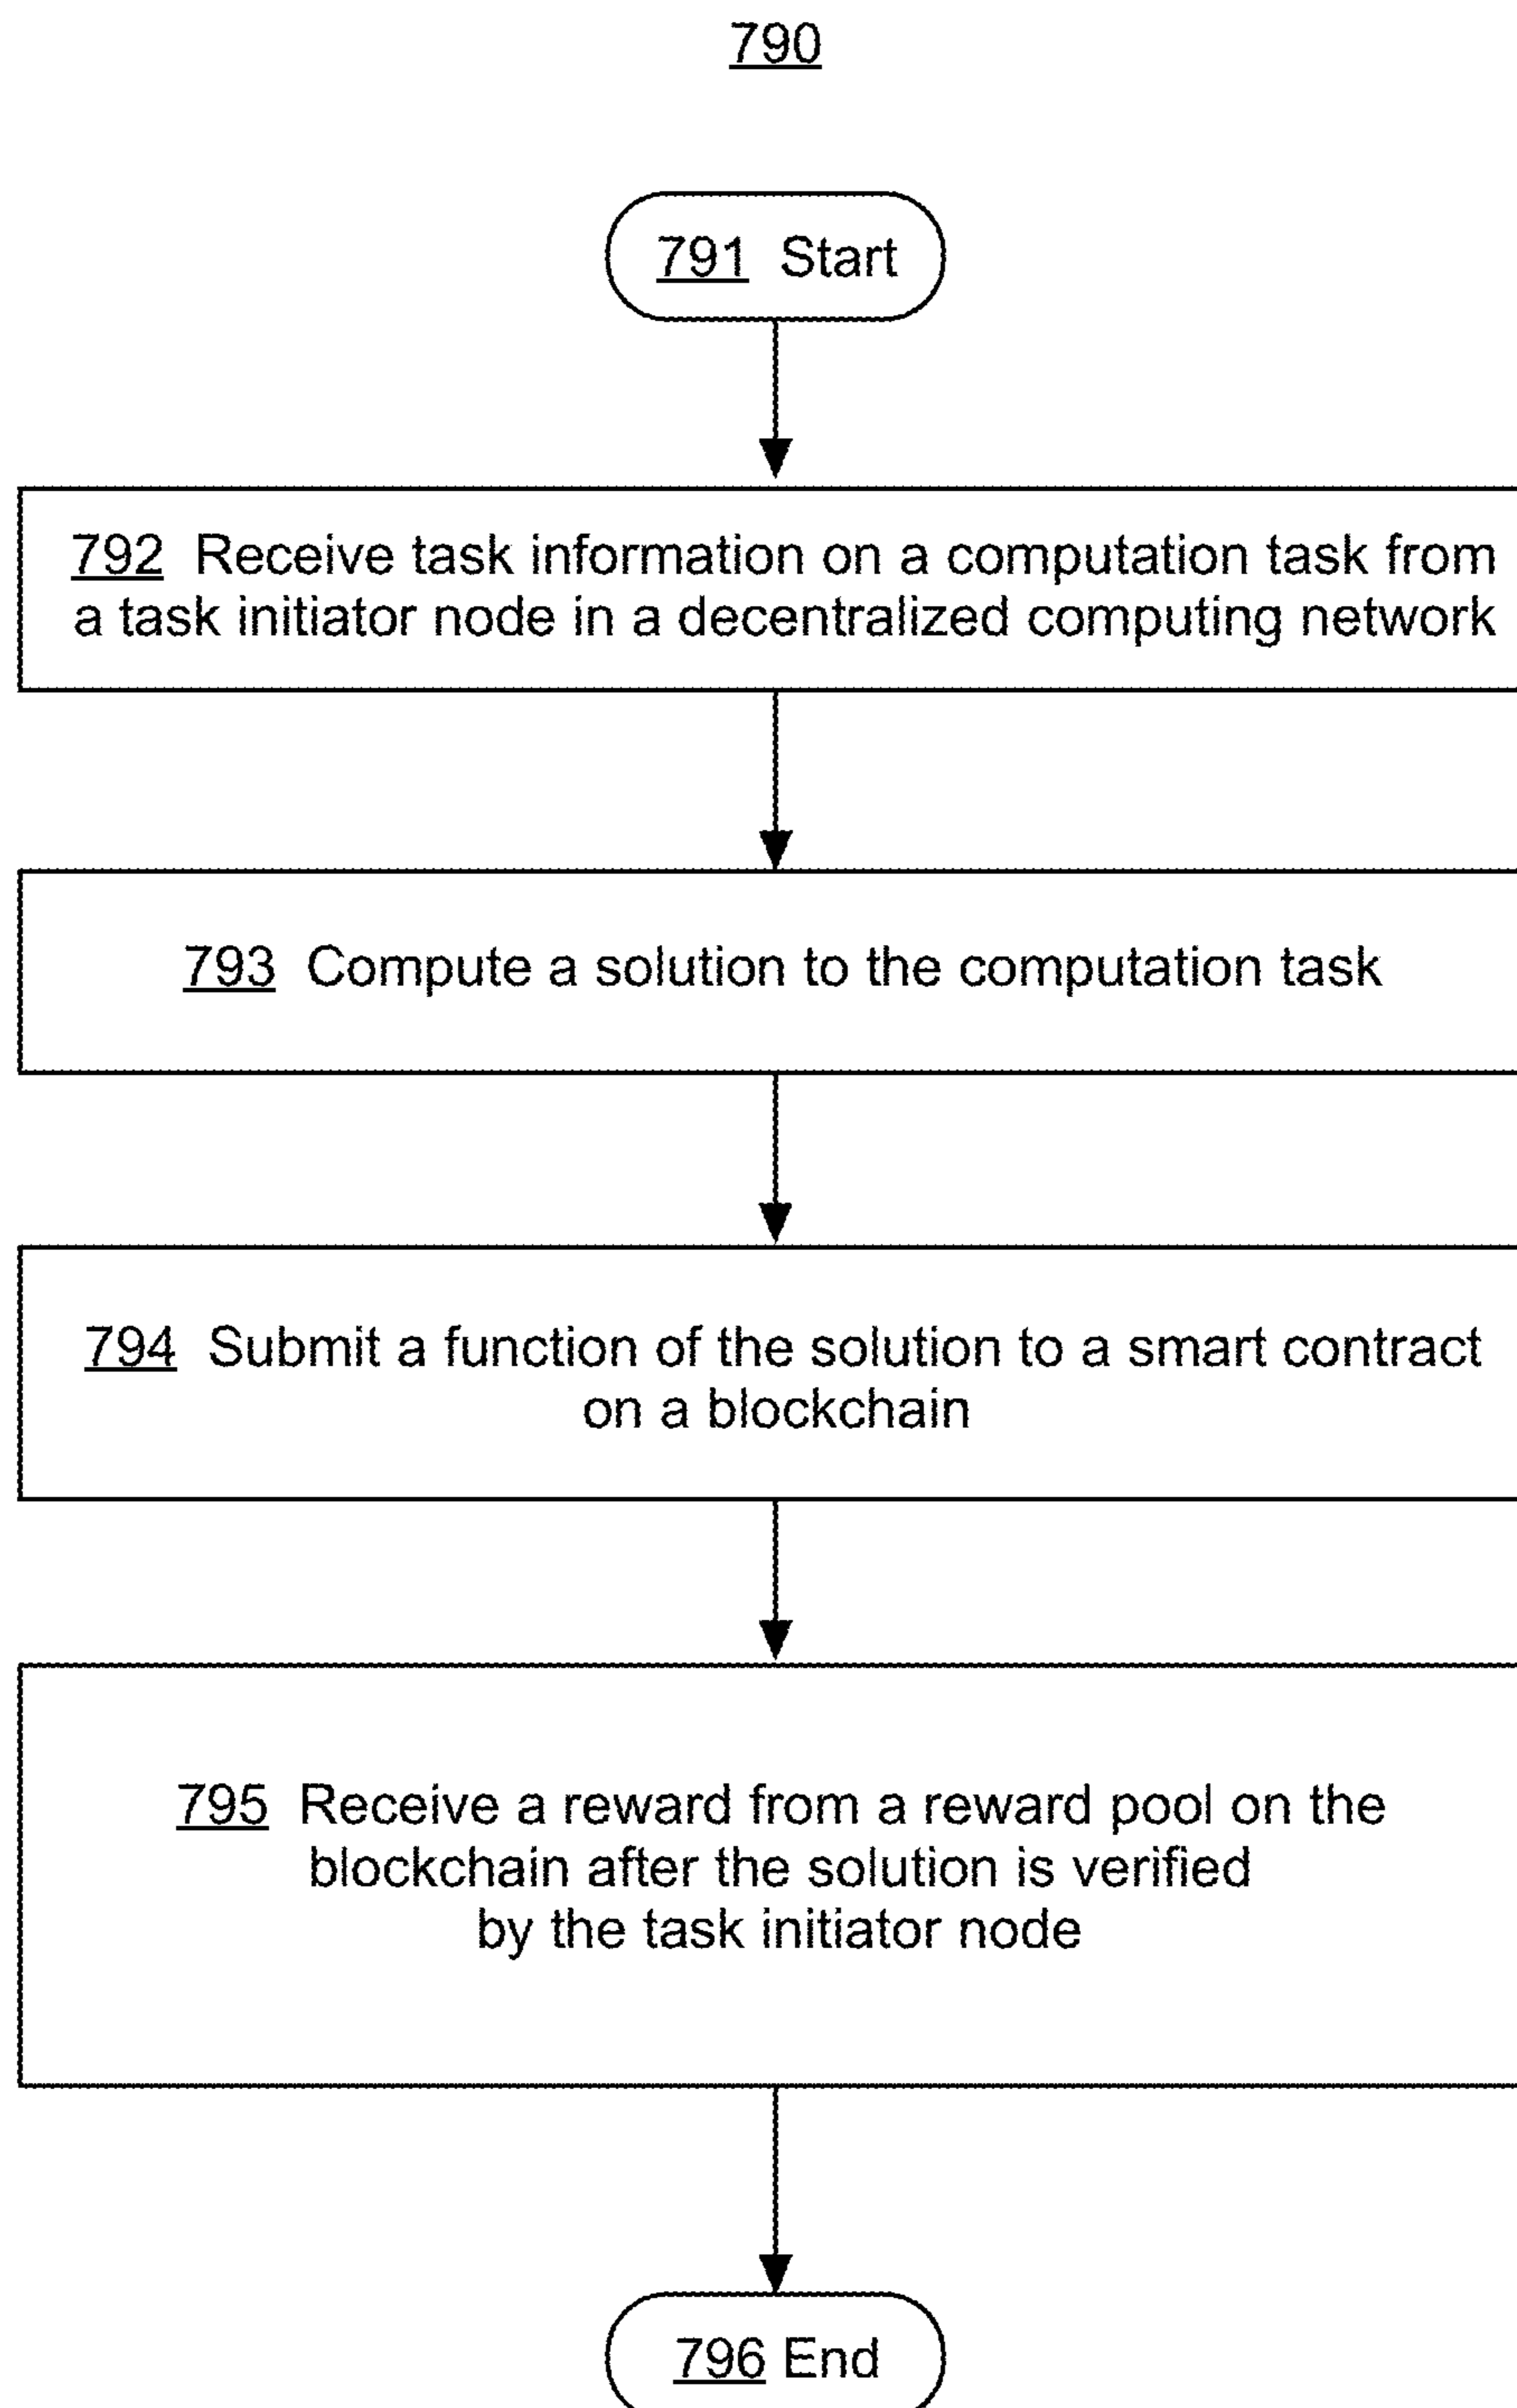 790
791 Start
792 Receive task information on a computation task from
a task initiator node in a decentralized computing network
793 Compute a solution to the computation task
794 Submit a function of the solution to a smart contract
on a blockchain
795 Receive a reward from a reward pool on the
blockchain after the solution is verified
by the task initiator node
796 End